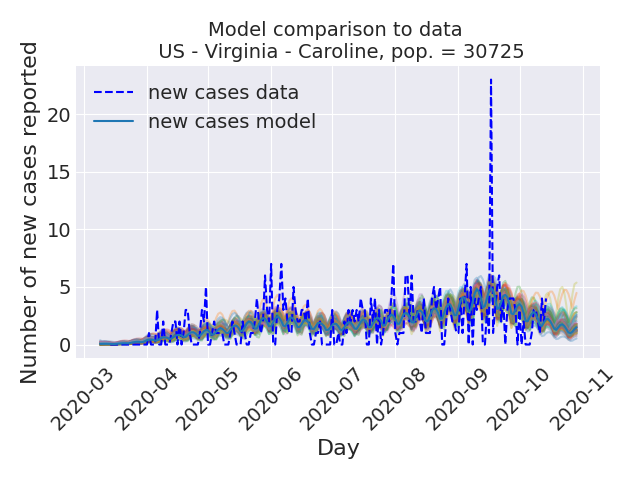 Model comparison to data
US - Virginia - Caroline, pop. = 30725
Number of new cases reported
20
15
10
5
0
new cases data
new cases model
2020-03
2020-04
2020-05
2020-06
2020-07
2020-08
2020-09
2020-10
2020-11
Day